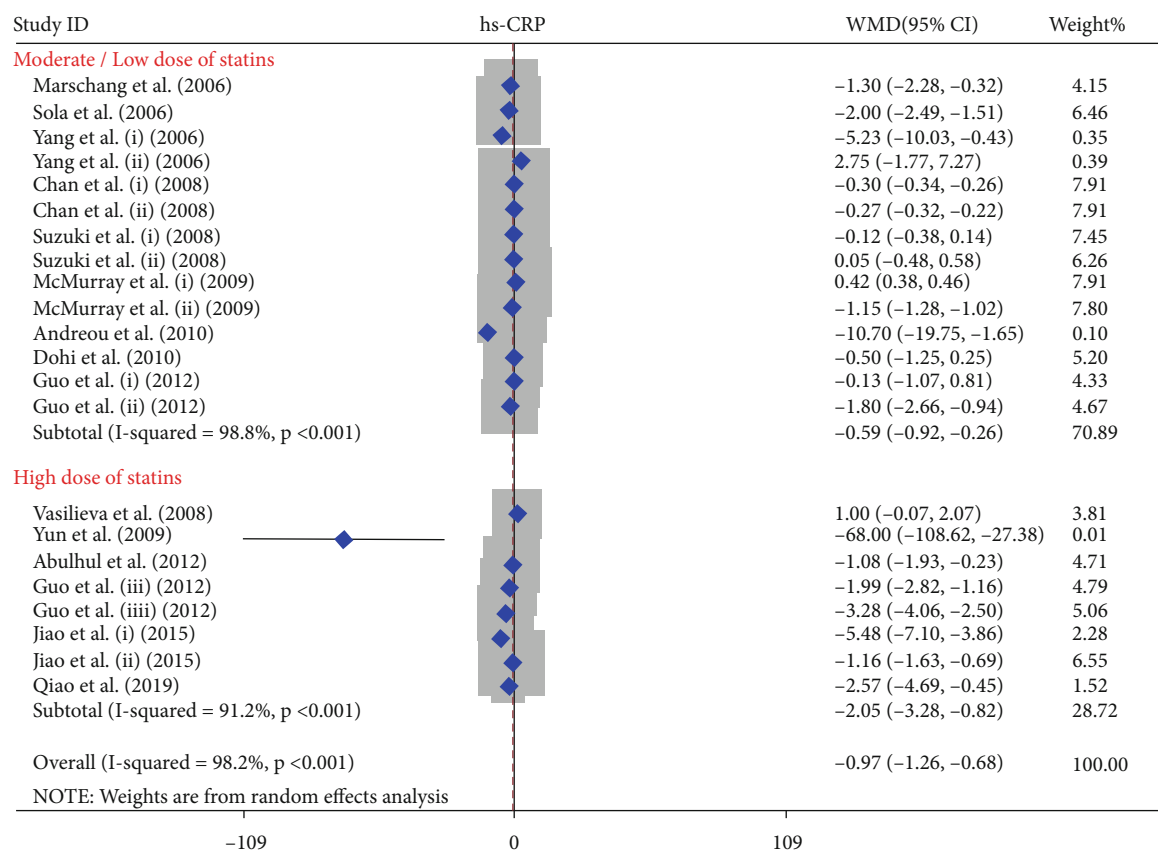 Study ID hs-CRP WMD(95% CI) Weight%
Moderate / Low dose of statins
Marschang et al. (2006) −1.30 (−2.28, −0.32) 4.15
Sola et al. (2006) −2.00 (−2.49, −1.51) 6.46
Yang et al. (i) (2006) −5.23 (−10.03, −0.43) 0.35
Yang et al. (ii) (2006) 2.75 (−1.77, 7.27) 0.39
Chan et al. (i) (2008) −0.30 (−0.34, −0.26) 7.91
Chan et al. (ii) (2008) −0.27 (−0.32, −0.22) 7.91
Suzuki et al. (i) (2008) −0.12 (−0.38, 0.14) 7.45
Suzuki et al. (ii) (2008) 0.05 (−0.48, 0.58) 6.26
McMurray et al. (i) (2009) 0.42 (0.38, 0.46) 7.91
McMurray et al. (ii) (2009) −1.15 (−1.28, −1.02) 7.80
Andreou et al. (2010) −10.70 (−19.75, −1.65) 0.10
Dohi et al. (2010) −0.50 (−1.25, 0.25) 5.20
Guo et al. (i) (2012) −0.13 (−1.07, 0.81) 4.33
Guo et al. (ii) (2012) −1.80 (−2.66, −0.94) 4.67
Subtotal (I-squared = 98.8%, p <0.001) −0.59 (−0.92, −0.26) 70.89
High dose of statins
Vasilieva et al. (2008) 1.00 (−0.07, 2.07) 3.81
Yun et al. (2009) −68.00 (−108.62, −27.38) 0.01
Abulhul et al. (2012) −1.08 (−1.93, −0.23) 4.71
Guo et al. (iii) (2012) −1.99 (−2.82, −1.16) 4.79
Guo et al. (iiii) (2012) −3.28 (−4.06, −2.50) 5.06
Jiao et al. (i) (2015) −5.48 (−7.10, −3.86) 2.28
Jiao et al. (ii) (2015) −1.16 (−1.63, −0.69) 6.55
Qiao et al. (2019) −2.57 (−4.69, −0.45) 1.52
Subtotal (I-squared = 91.2%, p <0.001) −2.05 (−3.28, −0.82) 28.72
Overall (I-squared = 98.2%, p <0.001) −0.97 (−1.26, −0.68) 100.00
NOTE: Weights are from random effects analysis
−109 0 109